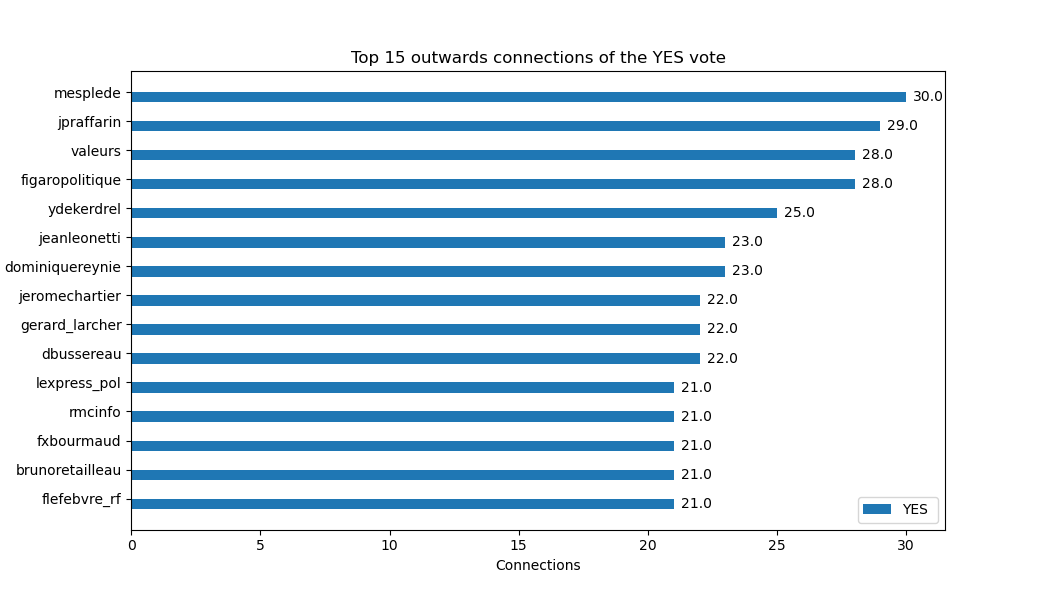 Top 15 outwards connections of the YES vote
mesplede 30.0
jpraffarin 29.0
valeurs 28.0
figaropolitique 28.0
ydekerdrel 25.0
jeanleonetti 23.0
dominiquereynie 23.0
jeromechartier 22.0
gerard_larcher 22.0
dbussereau 22.0
lexpress_pol 21.0
rmcinfo 21.0
fxbourmaud 21.0
brunoretailleau 21.0
flefebvre_rf 21.0
YES
0 5 10 15 20 25 30
Connections